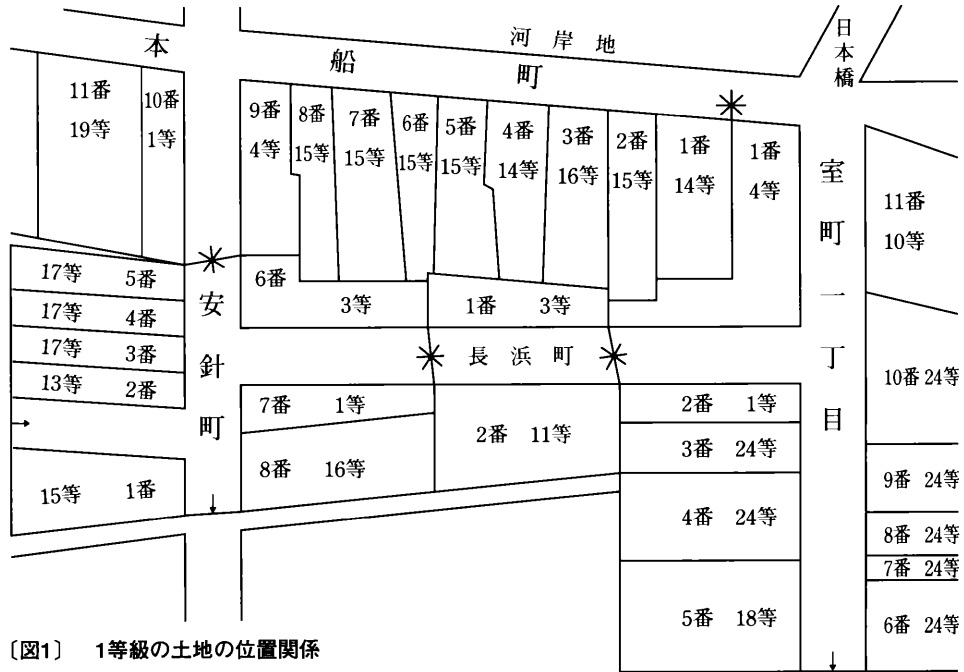 本船町
河岸地
日本橋
11番
19等
10番
1等
9番
4等
8番
15等
7番
15等
6番
15等
5番
15等
4番
14等
3番
16等
2番
15等
1番
14等
1番
4等
室町一丁目
11番
10等
17等 5番
17等 4番
17等 3番
13等 2番
15等 1番
安針町
6番
3等
1番 3等
長浜町
7番 1等
8番 16等
2番 11等
2番 1等
3番 24等
4番 24等
5番 18等
10番 24等
9番 24等
8番 24等
7番 24等
6番 24等
〔図1〕 1等級の土地の位置関係